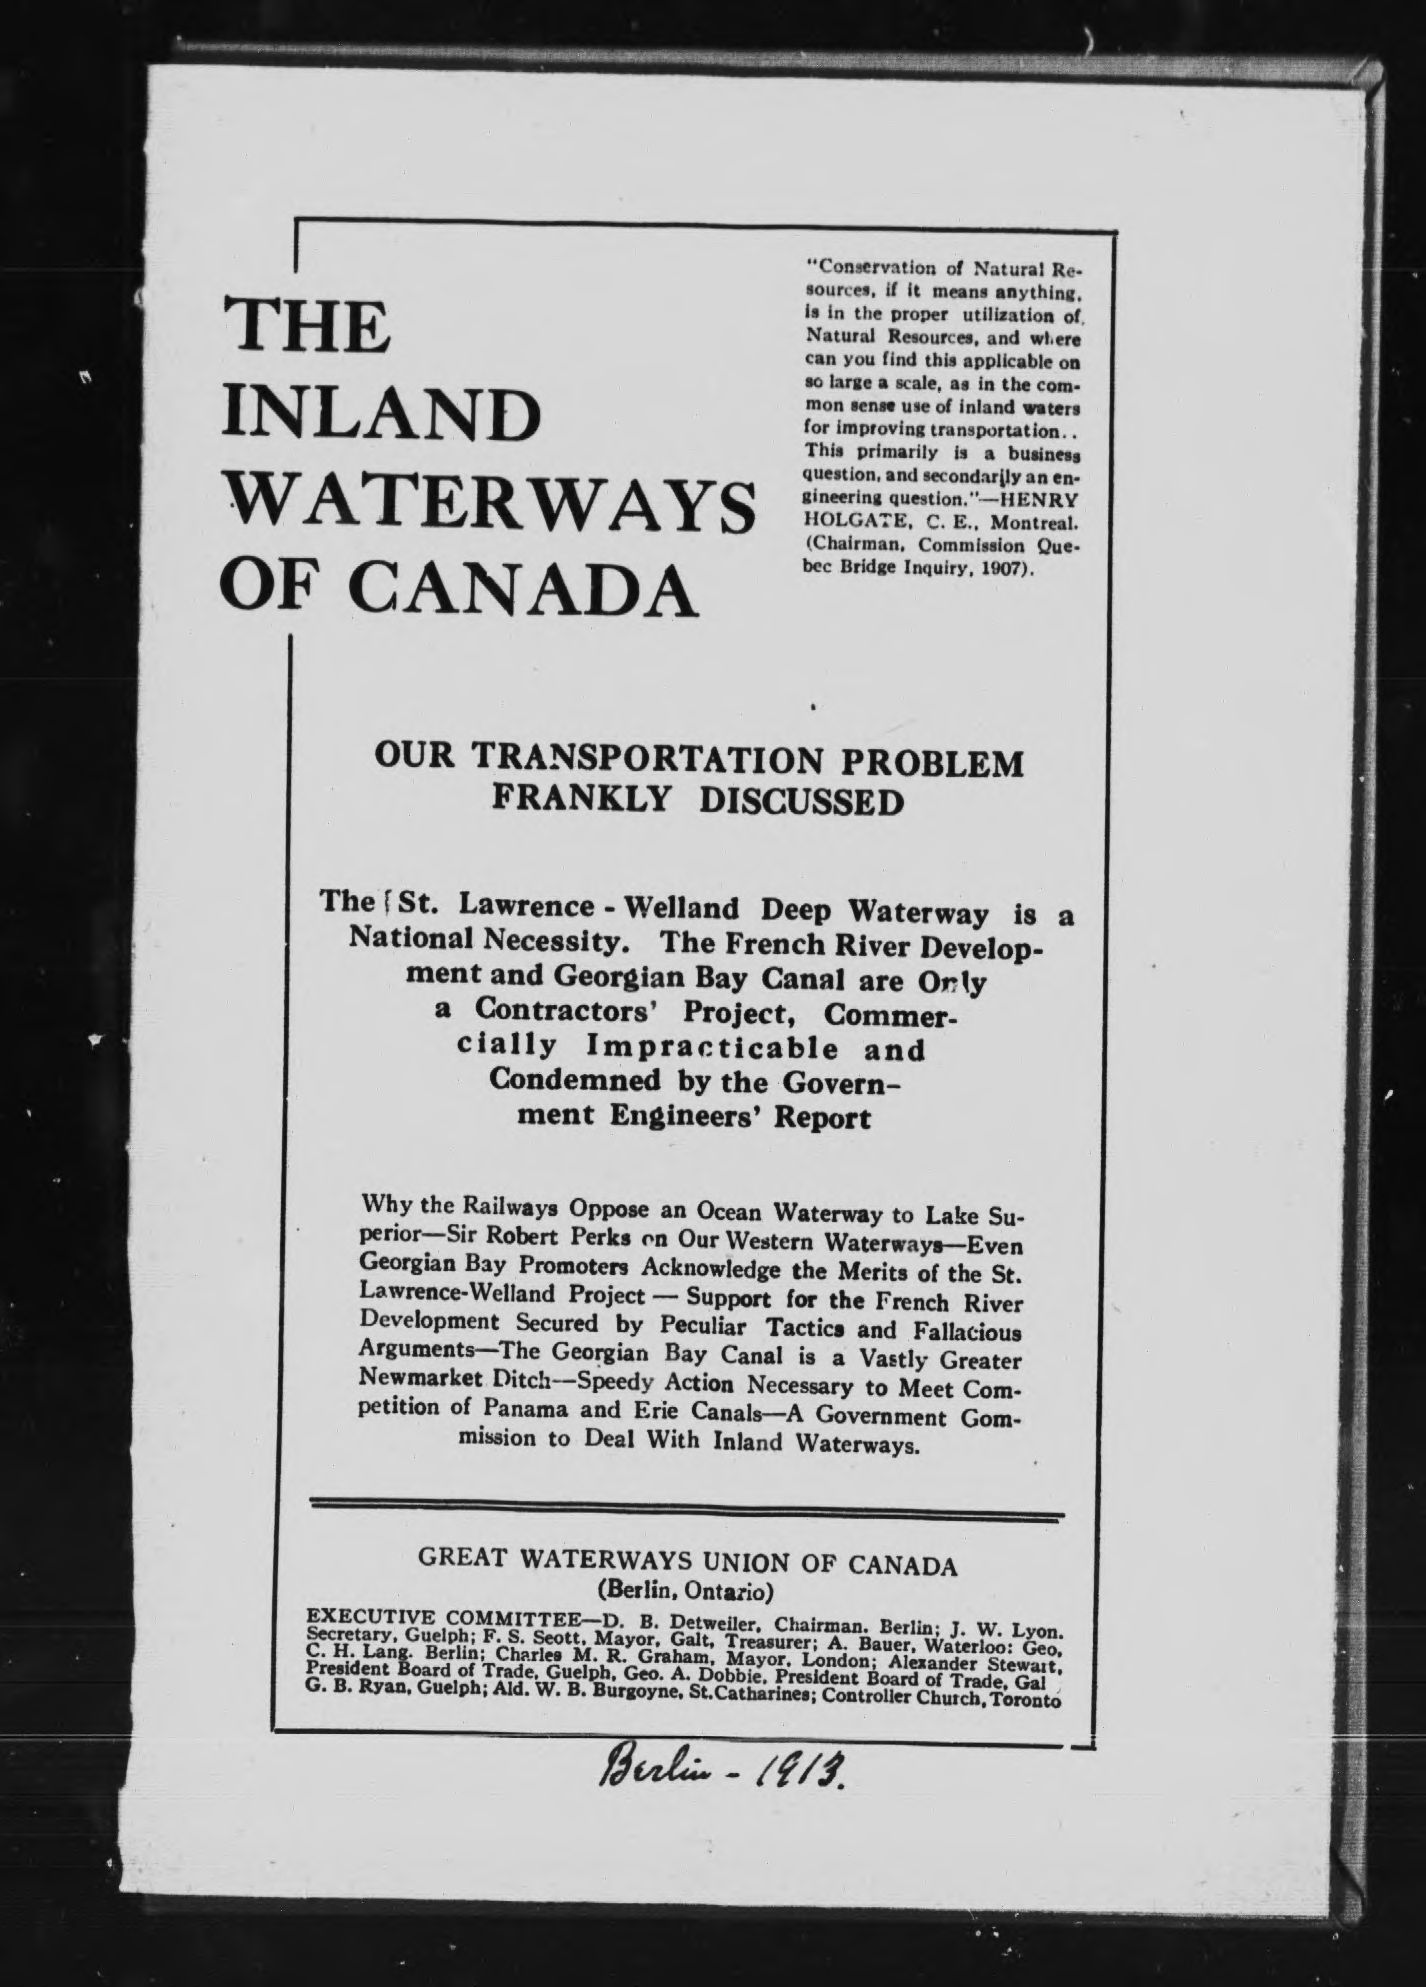 THE
INLAND
WATERWAYS
OF CANADA
"Conservation of Natural Re-
sources, if it means anything,
is in the proper utilization of
Natural Resources, and where
can you find this applicable on
so large a scale, as in the com-
mon sense use of inland waters
for improving transportation..
This primarily is a business
question, and secondarily an en-
gineering question."—HENRY
HOLGATE, C. E., Montreal.
(Chairman, Commission Que-
bec Bridge Inquiry, 1907).
OUR TRANSPORTATION PROBLEM
FRANKLY DISCUSSED
The St. Lawrence - Welland Deep Waterway is a
National Necessity. The French River Develop-
ment and Georgian Bay Canal are Only
a Contractors' Project, Commer-
cially Impracticable and
Condemned by the Govern-
ment Engineers' Report
Why the Railways Oppose an Ocean Waterway to Lake Su-
perior—Sir Robert Perks on Our Western Waterways—Even
Georgian Bay Promoters Acknowledge the Merits of the St.
Lawrence-Welland Project — Support for the French River
Development Secured by Peculiar Tactics and Fallacious
Arguments—The Georgian Bay Canal is a Vastly Greater
Newmarket Ditch—Speedy Action Necessary to Meet Com-
petition of Panama and Erie Canals—A Government Gom-
mission to Deal With Inland Waterways.
GREAT WATERWAYS UNION OF CANADA
(Berlin, Ontario)
EXECUTIVE COMMITTEE—D. B. Detweiler, Chairman. Berlin; J. W. Lyon.
Secretary, Guelph; F. S. Seott, Mayor, Galt, Treasurer; A. Bauer, Waterloo: Geo.
C. H. Lang. Berlin; Charles M. R. Graham, Mayor, London; Alexander Stewart,
President Board of Trade, Guelph, Geo. A. Dobbie, President Board of Trade, Gal
G. B. Ryan, Guelph; Ald. W. B. Burgoyne, St.Catharines; Controller Church, Toronto
Berlin - 1913.